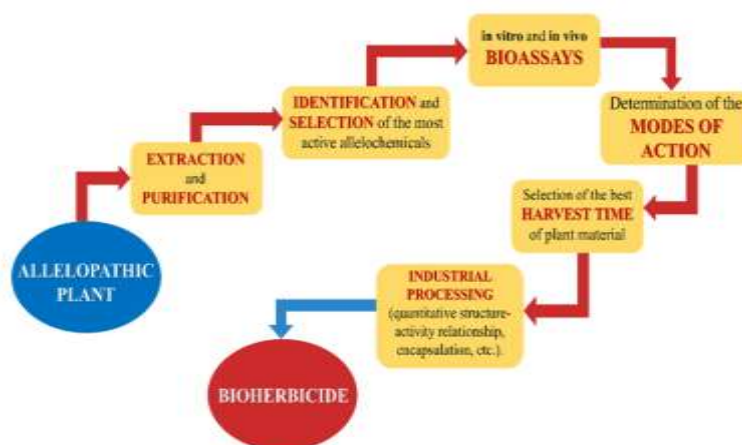 ALLELOPATHIC
PLANT
EXTRACTION
and
PURIFICATION
IDENTIFICATION and
SELECTION of the most
active allelochemicals
in vitro and in vivo
BIOASSAYS
Determination of the
MODES OF
ACTION
Selection of the best
HARVEST TIME
of plant material
INDUSTRIAL
PROCESSING
(quantitative structure-
activity relationship,
encapsulation, etc.).
BIOHERBICIDE